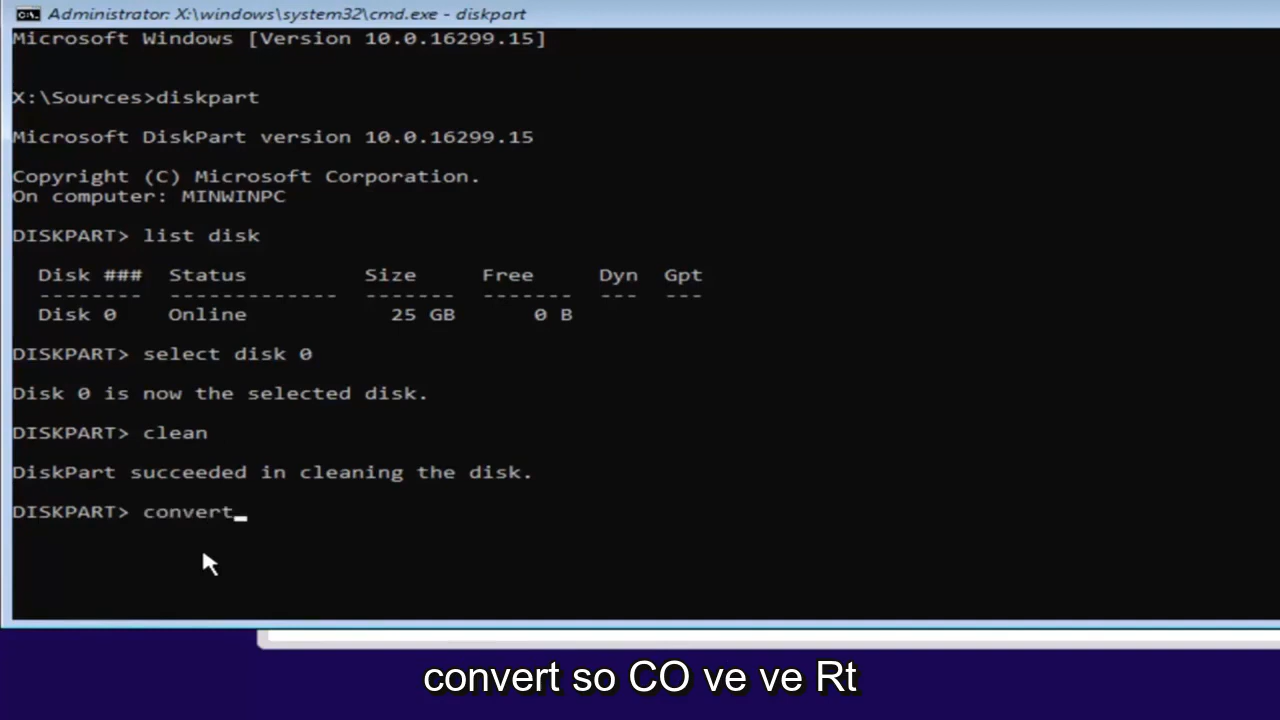 Administrator: X:\windows\system32\cmd.exe - diskpart
Microsoft Windows [Version 10.0.16299.15]
X:\Sources>diskpart
Microsoft DiskPart version 10.0.16299.15
Copyright (C) Microsoft Corporation.
On computer: MINWINPC
DISKPART> list disk
Disk ### Status Size Free Dyn Gpt
-------- ------------- ------- ------- --- ---
Disk 0 Online 25 GB 0 B
DISKPART> select disk 0
Disk 0 is now the selected disk.
DISKPART> clean
DiskPart succeeded in cleaning the disk.
DISKPART> convert_
convert so CO ve ve Rt